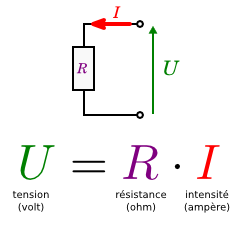 I
R
U
U = R · I
tension résistance intensité
(volt) (ohm) (ampère)